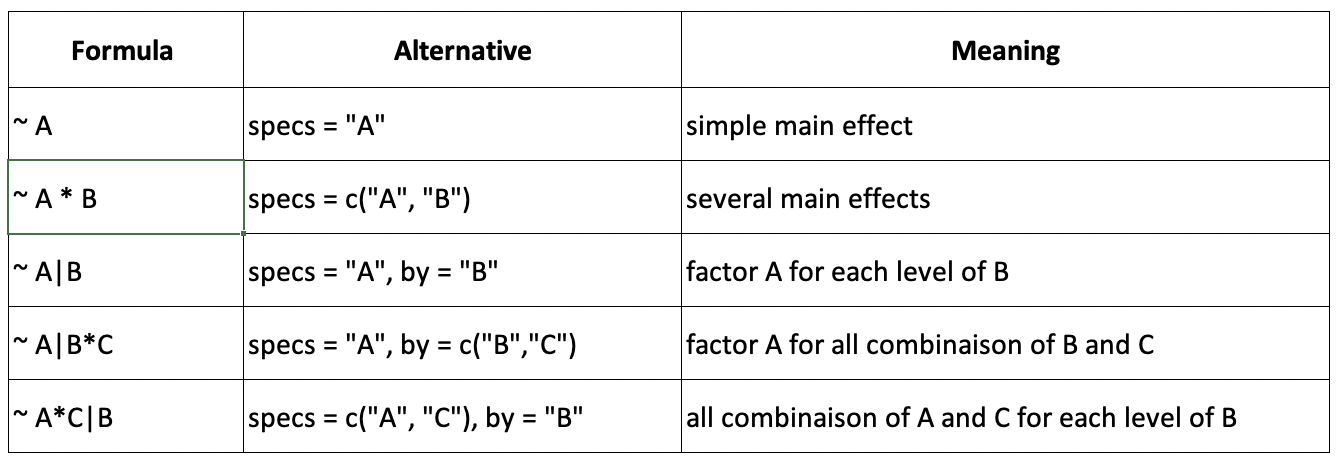 Formula Alternative Meaning
~ A specs = "A" simple main effect
~ A * B specs = c("A", "B") several main effects
~ A|B specs = "A", by = "B" factor A for each level of B
~ A|B*C specs = "A", by = c("B","C") factor A for all combinaison of B and C
~ A*C|B specs = c("A", "C"), by = "B" all combinaison of A and C for each level of B